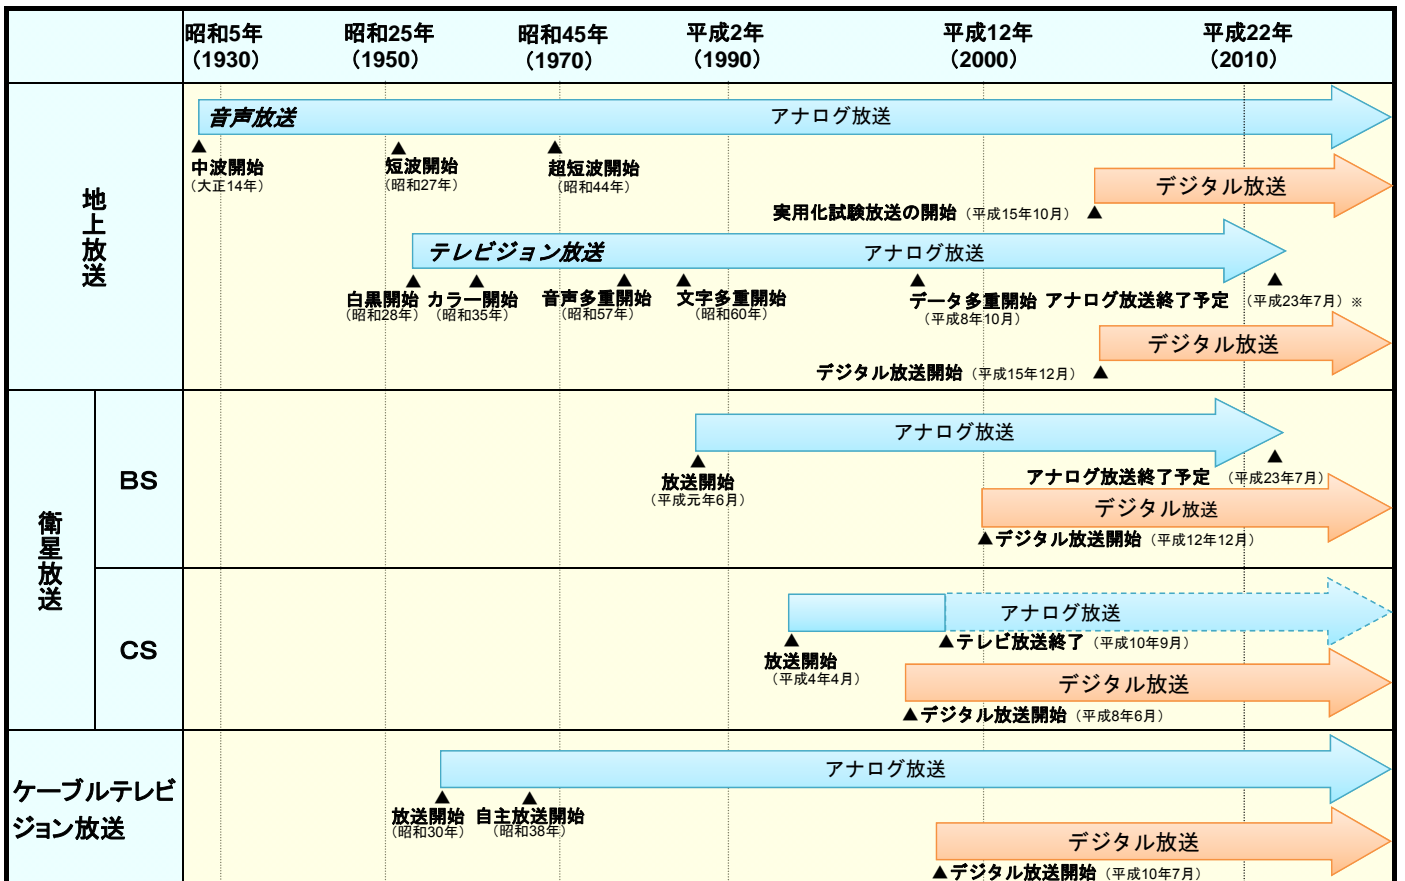 昭和5年
（1930）
昭和25年
（1950）
昭和45年
（1970）
平成2年
（1990）
平成12年
（2000）
平成22年
（2010）
地上放送
音声放送
アナログ放送
中波開始
（大正14年）
短波開始
（昭和27年）
超短波開始
（昭和44年）
デジタル放送
実用化試験放送の開始（平成15年10月）▲
テレビジョン放送
アナログ放送
白黒開始
（昭和28年）
カラー開始
（昭和35年）
音声多重開始
（昭和57年）
文字多重開始
（昭和60年）
データ多重開始
（平成8年10月）
アナログ放送終了予定（平成23年7月）※
デジタル放送
デジタル放送開始（平成15年12月）▲
衛星放送
BS
アナログ放送
放送開始
（平成元年6月）
アナログ放送終了予定（平成23年7月）
デジタル放送
▲デジタル放送開始（平成12年12月）
CS
アナログ放送
放送開始
（平成4年4月）
▲テレビ放送終了（平成10年9月）
デジタル放送
▲デジタル放送開始（平成8年6月）
ケーブルテレビ
ジョン放送
アナログ放送
放送開始
（昭和30年）
自主放送開始
（昭和38年）
デジタル放送
▲デジタル放送開始（平成10年7月）